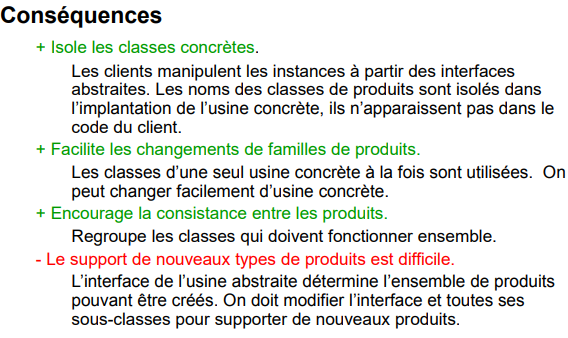 Conséquences
+ Isole les classes concrètes.
Les clients manipulent les instances à partir des interfaces
abstraites. Les noms des classes de produits sont isolés dans
l'implantation de l'usine concrète, ils n'apparaissent pas dans le
code du client.
+ Facilite les changements de familles de produits.
Les classes d'une seul usine concrète à la fois sont utilisées. On
peut changer facilement d'usine concrète.
+ Encourage la consistance entre les produits.
Regroupe les classes qui doivent fonctionner ensemble.
- Le support de nouveaux types de produits est difficile.
L'interface de l'usine abstraite détermine l'ensemble de produits
pouvant être créés. On doit modifier l'interface et toutes ses
sous-classes pour supporter de nouveaux produits.